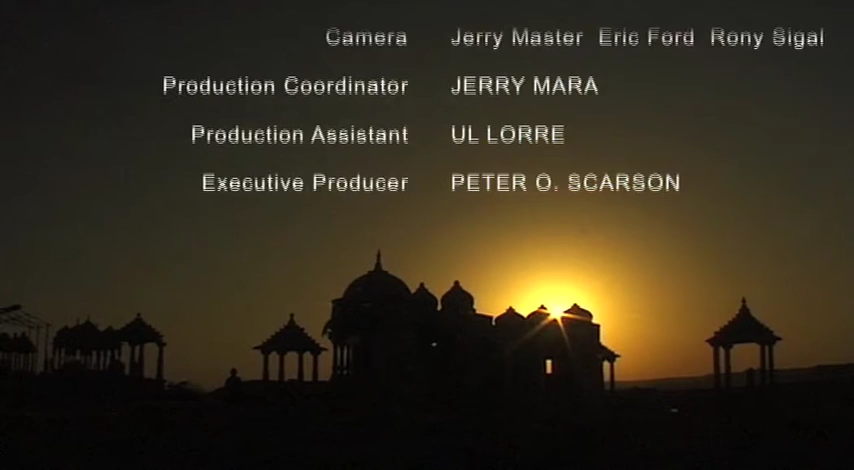 Camera Jerry Master Eric Ford Rony Sigal
Production Coordinator JERRY MARA
Production Assistant UL LORRE
Executive Producer PETER O. SCARSON